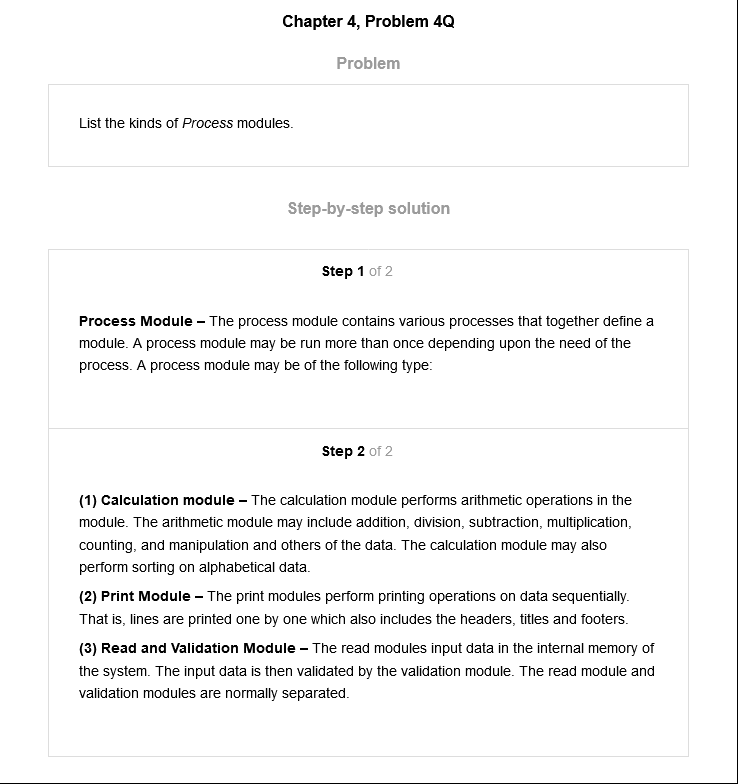 Chapter 4, Problem 4Q
Problem
List the kinds of Process modules.
Step-by-step solution
Step 1 of 2
Process Module – The process module contains various processes that together define a
module. A process module may be run more than once depending upon the need of the
process. A process module may be of the following type:
Step 2 of 2
(1) Calculation module – The calculation module performs arithmetic operations in the
module. The arithmetic module may include addition, division, subtraction, multiplication,
counting, and manipulation and others of the data. The calculation module may also
perform sorting on alphabetical data.
(2) Print Module – The print modules perform printing operations on data sequentially.
That is, lines are printed one by one which also includes the headers, titles and footers.
(3) Read and Validation Module – The read modules input data in the internal memory of
the system. The input data is then validated by the validation module. The read module and
validation modules are normally separated.